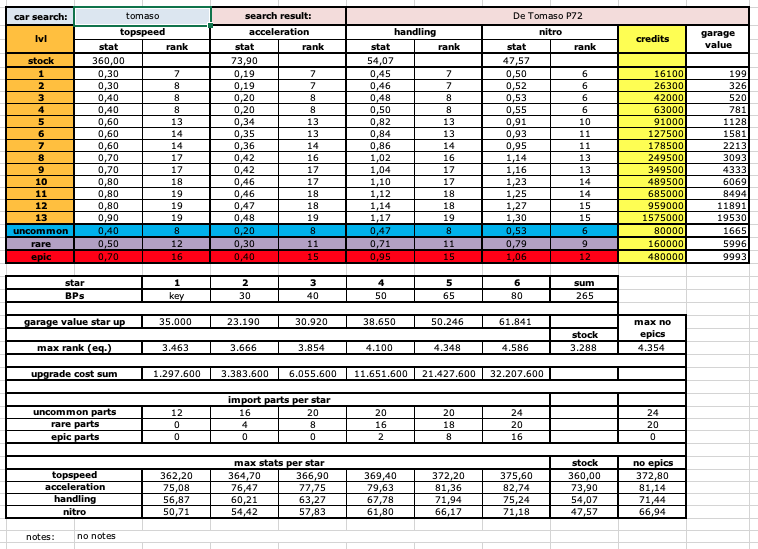 car search: tomaso search result: De Tomaso P72
lvl topspeed acceleration handling nitro credits garage value
stat rank stat rank stat rank stat rank
stock 360,00 73,90 54,07 47,57
1 0,30 7 0,19 7 0,45 7 0,50 6 16100 199
2 0,30 8 0,19 7 0,46 7 0,52 6 26300 326
3 0,40 8 0,20 8 0,48 8 0,53 6 42000 520
4 0,40 8 0,20 8 0,50 8 0,55 6 63000 781
5 0,60 13 0,34 13 0,82 13 0,91 10 91000 1128
6 0,60 14 0,35 13 0,84 13 0,93 11 127500 1581
7 0,60 14 0,36 14 0,86 14 0,95 11 178500 2213
8 0,70 17 0,42 16 1,02 16 1,14 13 249500 3093
9 0,70 17 0,42 17 1,04 17 1,16 13 349500 4333
10 0,80 18 0,46 17 1,10 17 1,23 14 489500 6069
11 0,80 19 0,46 18 1,12 18 1,25 14 685000 8494
12 0,80 19 0,47 18 1,14 18 1,27 15 959000 11891
13 0,90 19 0,48 19 1,17 19 1,30 15 1575000 19530
uncommon 0,40 8 0,20 8 0,47 8 0,53 6 80000 1665
rare 0,50 12 0,30 11 0,71 11 0,79 9 160000 5996
epic 0,70 16 0,40 15 0,95 15 1,06 12 480000 9993
star 1 2 3 4 5 6 sum
BPs key 30 40 50 65 80 265
garage value star up 35.000 23.190 30.920 38.650 50.246 61.841 max no epics
stock
max rank (eq.) 3.463 3.666 3.854 4.100 4.348 4.586 3.288 4.354
upgrade cost sum 1.297.600 3.383.600 6.055.600 11.651.600 21.427.600 32.207.600
import parts per star
uncommon parts 12 16 20 20 20 24 24
rare parts 0 4 8 16 18 20 20
epic parts 0 0 0 2 8 16 0
max stats per star stock no epics
topspeed 362,20 364,70 366,90 369,40 372,20 375,60 360,00 372,80
acceleration 75,08 76,47 77,75 79,63 81,36 82,74 73,90 81,14
handling 56,87 60,21 63,27 67,78 71,94 75,24 54,07 71,44
nitro 50,71 54,42 57,83 61,80 66,17 71,18 47,57 66,94
notes: no notes